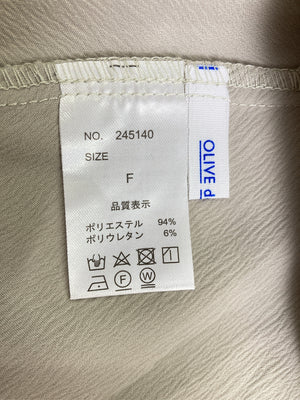 NO. 245140
SIZE
F
品質表示
ポリエステル 94%
ポリウレタン 6%
F
W
OLIVE d